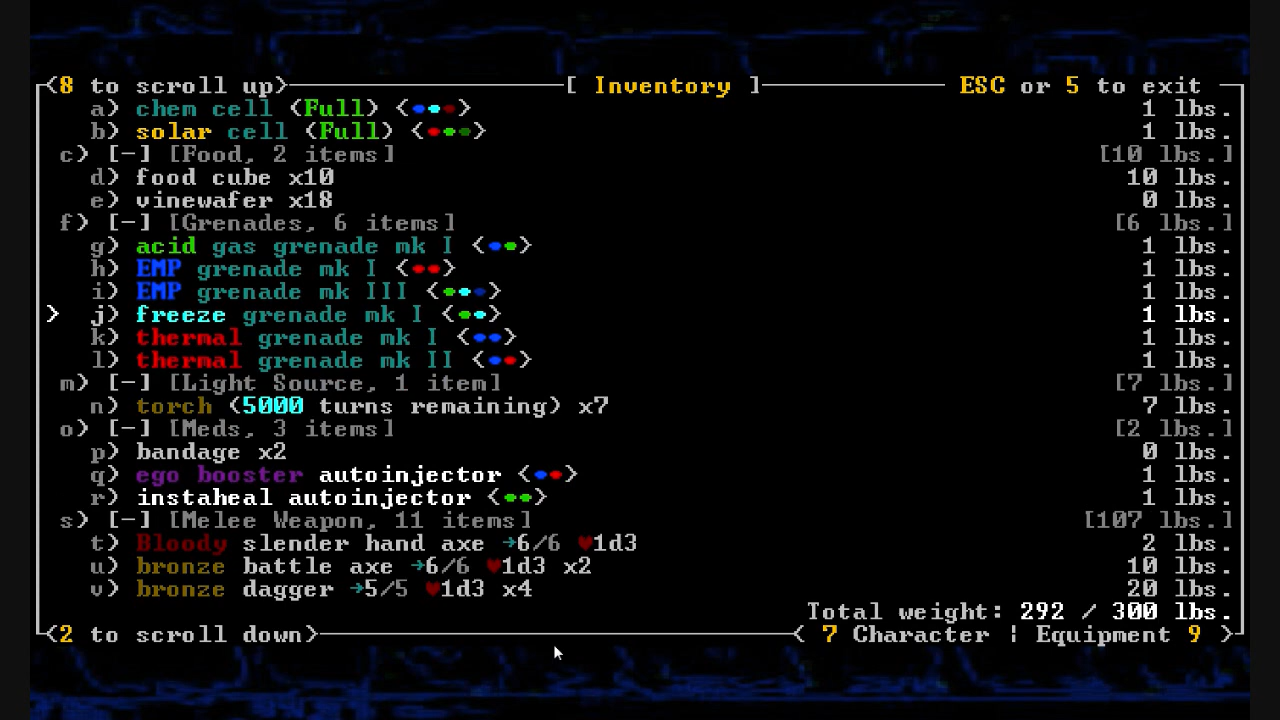 <8 to scroll up> [ Inventory ] ESC or 5 to exit
a) chem cell (Full) <•••> 1 lbs.
b) solar cell (Full) <•••> 1 lbs.
c) [-] [Food, 2 items] [10 lbs.]
d) food cube x10 10 lbs.
e) vinewafer x18 0 lbs.
f) [-] [Grenades, 6 items] [6 lbs.]
g) acid gas grenade mk I <••> 1 lbs.
h) EMP grenade mk I <••> 1 lbs.
i) EMP grenade mk III <•••> 1 lbs.
> j) freeze grenade mk I <••> 1 lbs.
k) thermal grenade mk I <••> 1 lbs.
l) thermal grenade mk II <••> 1 lbs.
m) [-] [Light Source, 1 item] [7 lbs.]
n) torch (5000 turns remaining) x7 7 lbs.
o) [-] [Meds, 3 items] [2 lbs.]
p) bandage x2 0 lbs.
q) ego booster autoinjector <••> 1 lbs.
r) instaheal autoinjector <••> 1 lbs.
s) [-] [Melee Weapon, 11 items] [107 lbs.]
t) Bloody slender hand axe →6/6 ♥1d3 2 lbs.
u) bronze battle axe →6/6 ♥1d3 x2 10 lbs.
v) bronze dagger →5/5 ♥1d3 x4 20 lbs.
Total weight: 292 / 300 lbs.
<2 to scroll down> < 7 Character | Equipment 9 >